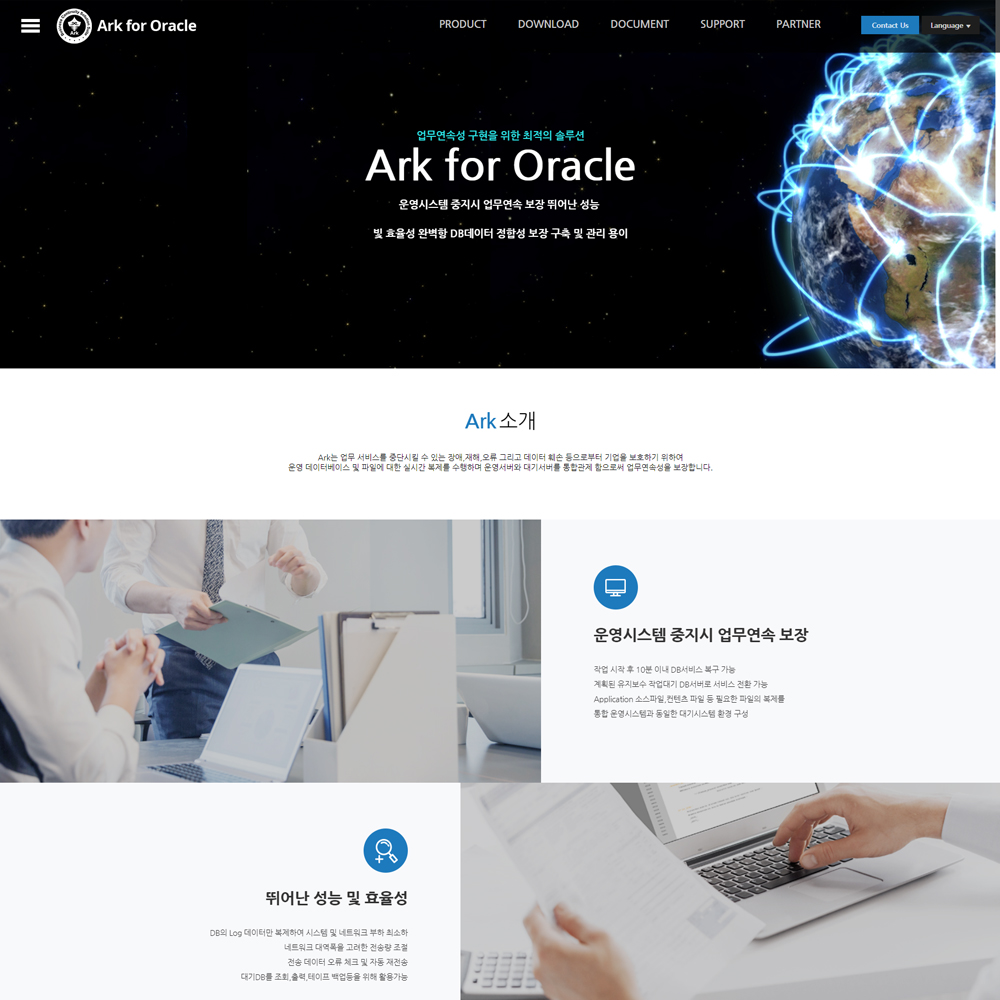 Ark for Oracle
PRODUCT DOWNLOAD DOCUMENT SUPPORT PARTNER
Contact Us
Language
업무연속성 구현을 위한 최적의 솔루션
Ark for Oracle
운영시스템 중지시 업무연속 보장 뛰어난 성능
빛 효율성 완벽항 DB데이터 정합성 보장 구축 및 관리 용이
Ark 소개
Ark는 업무 서비스를 중단시킬 수 있는 장애,재해,오류 그리고 데이터 훼손 등으로부터 기업을 보호하기 위하여
운영 데이터베이스 및 파일에 대한 실시간 복제를 수행하며 운영서버와 대기서버를 통합관제 함으로써 업무연속성을 보장합니다.
운영시스템 중지시 업무연속 보장
작업 시작 후 10분 이내 DB서비스 복구 가능
계획된 유지보수 작업대기 DB서버로 서비스 전환 가능
Application 소스파일,컨텐츠 파일 등 필요한 파일의 복제를
통합 운영시스템과 동일한 대기시스템 환경 구성
뛰어난 성능 및 효율성
DB의 Log 데이터만 복제하여 시스템 및 네트워크 부하 최소하
네트워크 대역폭을 고려한 전송량 조절
전송 데이터 오류 체크 및 자동 재전송
대기DB를 조회,출력,테이프 백업등을 위해 활용가능